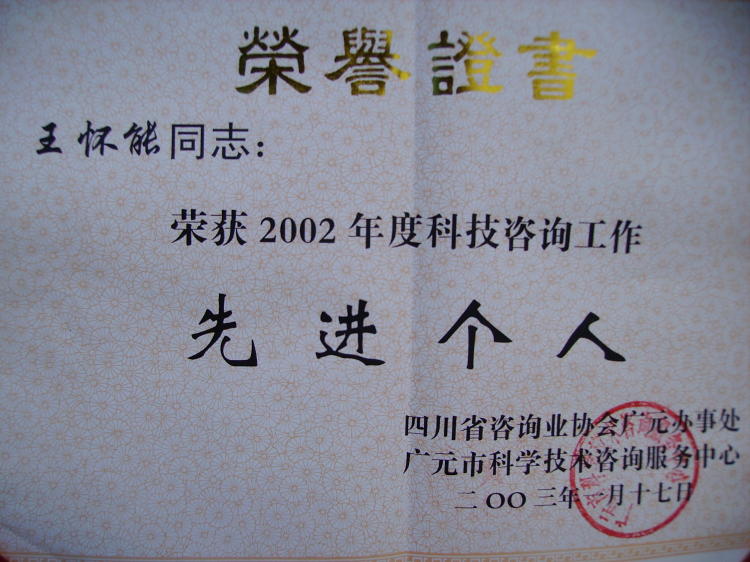 榮譽證書
王怀能同志：
荣获2002年度科技咨询工作
先进个人
四川省咨询业协会广元办事处
广元市科学技术咨询服务中心
二OO三年一月十七日